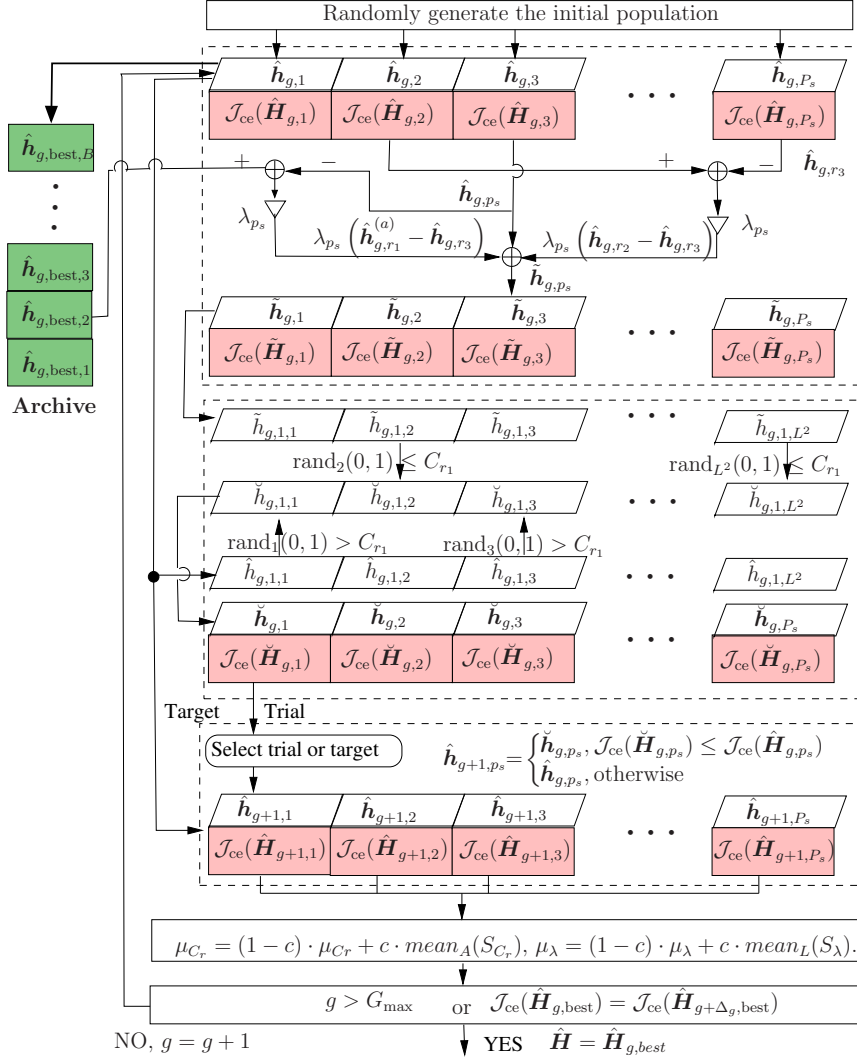 Randomly generate the initial population
ĥ_{g,1} ĥ_{g,2} ĥ_{g,3} ĥ_{g,P_s}
𝒥_ce(Ĥ_{g,1}) 𝒥_ce(Ĥ_{g,2}) 𝒥_ce(Ĥ_{g,3}) • • • 𝒥_ce(Ĥ_{g,P_s})
ĥ_{g,best,B}
+ − + − ĥ_{g,r_3}
ĥ_{g,p_s}
λ_{p_s} λ_{p_s}
λ_{p_s}(ĥ^{(a)}_{g,r_1} − ĥ_{g,r_3}) λ_{p_s}(ĥ_{g,r_2} − ĥ_{g,r_3})
ĥ_{g,best,3}
h̃_{g,p_s}
ĥ_{g,best,2}
h̃_{g,1} h̃_{g,2} h̃_{g,3} • • • h̃_{g,P_s}
ĥ_{g,best,1}
𝒥_ce(H̃_{g,1}) 𝒥_ce(H̃_{g,2}) 𝒥_ce(H̃_{g,3}) 𝒥_ce(H̃_{g,P_s})
Archive
h̃_{g,1,1} h̃_{g,1,2} h̃_{g,1,3} • • • h̃_{g,1,L^2}
rand_2(0, 1) ≤ C_{r_1} rand_{L^2}(0, 1) ≤ C_{r_1}
h̆_{g,1,1} h̆_{g,1,2} h̆_{g,1,3} • • • h̆_{g,1,L^2}
rand_1(0, 1) > C_{r_1} rand_3(0, 1) > C_{r_1}
ĥ_{g,1,1} ĥ_{g,1,2} ĥ_{g,1,3} • • • ĥ_{g,1,L^2}
h̆_{g,1} h̆_{g,2} h̆_{g,3} • • • h̆_{g,P_s}
𝒥_ce(H̆_{g,1}) 𝒥_ce(H̆_{g,2}) 𝒥_ce(H̆_{g,3}) 𝒥_ce(H̆_{g,P_s})
Target Trial
Select trial or target
ĥ_{g+1,p_s} = { h̆_{g,p_s}, 𝒥_ce(H̆_{g,p_s}) ≤ 𝒥_ce(Ĥ_{g,p_s})
ĥ_{g,p_s}, otherwise
ĥ_{g+1,1} ĥ_{g+1,2} ĥ_{g+1,3} • • • ĥ_{g+1,P_s}
𝒥_ce(Ĥ_{g+1,1}) 𝒥_ce(Ĥ_{g+1,2}) 𝒥_ce(Ĥ_{g+1,3}) 𝒥_ce(Ĥ_{g+1,P_s})
μ_{C_r} = (1 − c) · μ_{Cr} + c · mean_A(S_{C_r}), μ_λ = (1 − c) · μ_λ + c · mean_L(S_λ).
g > G_max or 𝒥_ce(Ĥ_{g,best}) = 𝒥_ce(Ĥ_{g+Δ_g,best})
NO, g = g + 1 YES Ĥ = Ĥ_{g,best}